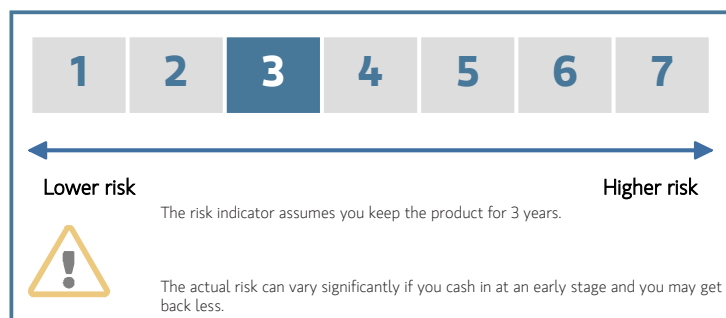 1 2 3 4 5 6 7
Lower risk Higher risk
The risk indicator assumes you keep the product for 3 years.
!
The actual risk can vary significantly if you cash in at an early stage and you may get
back less.